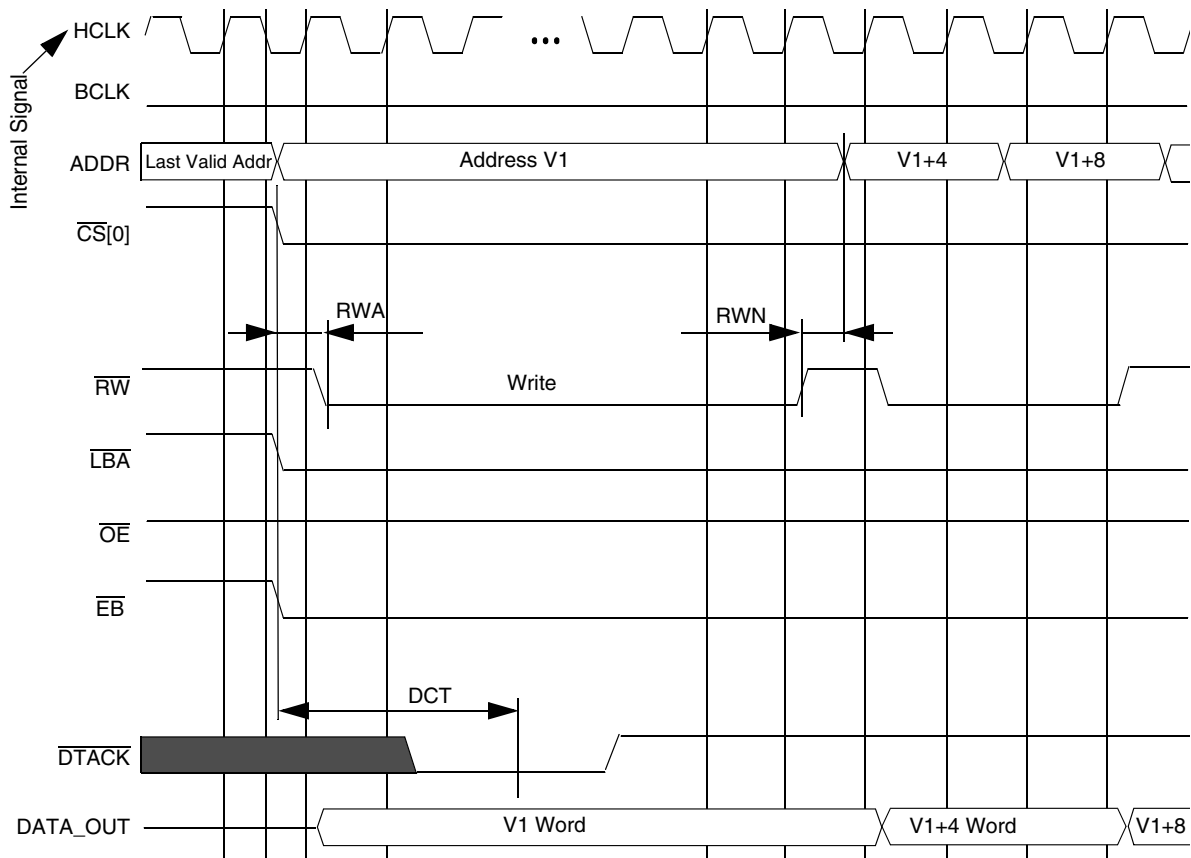 HCLK
...
Internal Signal
BCLK
ADDR Last Valid Addr Address V1 V1+4 V1+8
CS[0]
RWA RWN
RW Write
LBA
OE
EB
DCT
DTACK
DATA_OUT V1 Word V1+4 Word V1+8